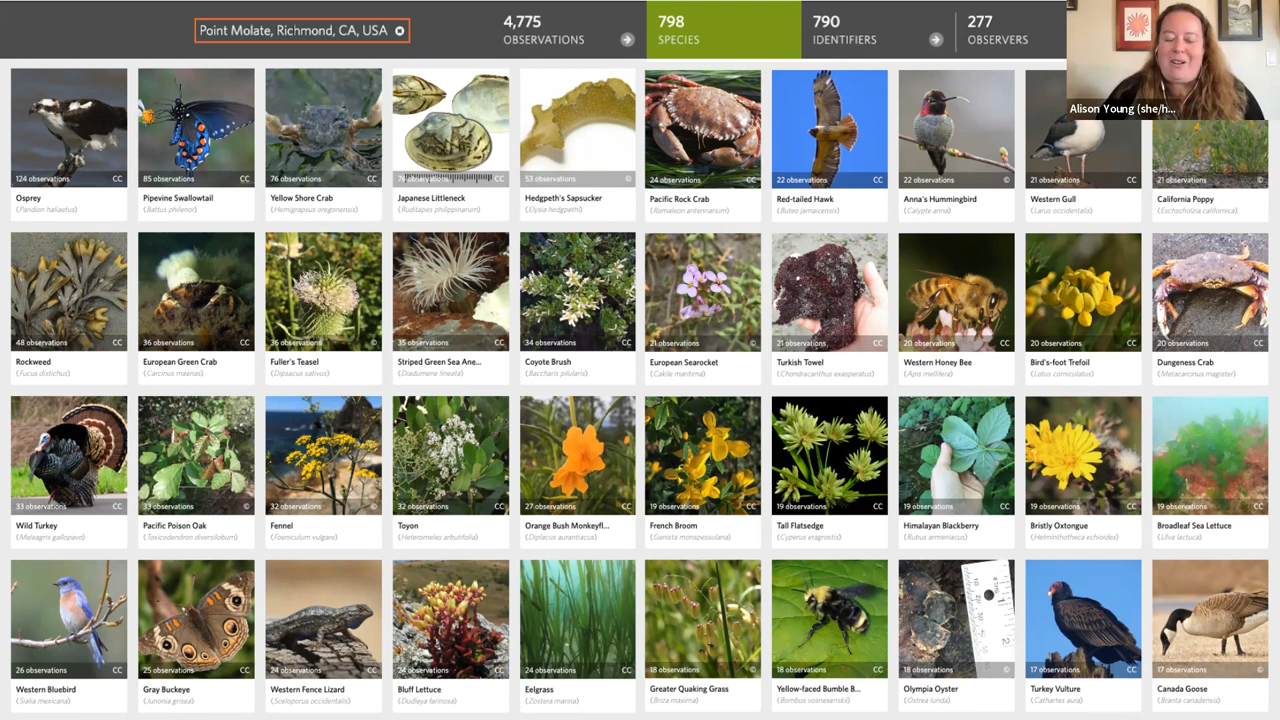 Point Molate, Richmond, CA, USA
4,775
OBSERVATIONS
798
SPECIES
790
IDENTIFIERS
277
OBSERVERS
Alison Young (she/h...
124 observations CC
85 observations CC
76 observations CC
76 observations CC
53 observations ©
24 observations CC
22 observations CC
22 observations ©
21 observations CC
21 observations ©
Osprey
(Pandion haliaetus)
Pipevine Swallowtail
(Battus philenor)
Yellow Shore Crab
(Hemigrapsus oregonensis)
Japanese Littleneck
(Ruditapes philippinarum)
Hedgpeth's Sapsucker
(Elysia hedgpethi)
Pacific Rock Crab
(Romaleon antennarium)
Red-tailed Hawk
(Buteo jamaicensis)
Anna's Hummingbird
(Calypte anna)
Western Gull
(Larus occidentalis)
California Poppy
(Eschscholzia californica)
48 observations CC
36 observations CC
36 observations ©
35 observations CC
34 observations CC
21 observations ©
21 observations CC
20 observations CC
20 observations CC
20 observations CC
Rockweed
(Fucus distichus)
European Green Crab
(Carcinus maenas)
Fuller's Teasel
(Dipsacus sativus)
Striped Green Sea Ane...
(Diadumene lineata)
Coyote Brush
(Baccharis pilularis)
European Searocket
(Cakile maritima)
Turkish Towel
(Chondracanthus exasperatus)
Western Honey Bee
(Apis mellifera)
Bird's-foot Trefoil
(Lotus corniculatus)
Dungeness Crab
(Metacarcinus magister)
33 observations CC
33 observations ©
32 observations ©
32 observations CC
27 observations CC
19 observations CC
19 observations CC
19 observations CC
19 observations CC
19 observations CC
Wild Turkey
(Meleagris gallopavo)
Pacific Poison Oak
(Toxicodendron diversilobum)
Fennel
(Foeniculum vulgare)
Toyon
(Heteromeles arbutifolia)
Orange Bush Monkeyfl...
(Diplacus aurantiacus)
French Broom
(Genista monspessulana)
Tall Flatsedge
(Cyperus eragrostis)
Himalayan Blackberry
(Rubus armeniacus)
Bristly Oxtongue
(Helminthotheca echioides)
Broadleaf Sea Lettuce
(Ulva lactuca)
26 observations CC
25 observations CC
24 observations CC
24 observations CC
24 observations CC
18 observations ©
18 observations CC
18 observations ©
17 observations CC
17 observations ©
Western Bluebird
(Sialia mexicana)
Gray Buckeye
(Junonia grisea)
Western Fence Lizard
(Sceloporus occidentalis)
Bluff Lettuce
(Dudleya farinosa)
Eelgrass
(Zostera marina)
Greater Quaking Grass
(Briza maxima)
Yellow-faced Bumble B...
(Bombus vosnesenskii)
Olympia Oyster
(Ostrea lurida)
Turkey Vulture
(Cathartes aura)
Canada Goose
(Branta canadensis)